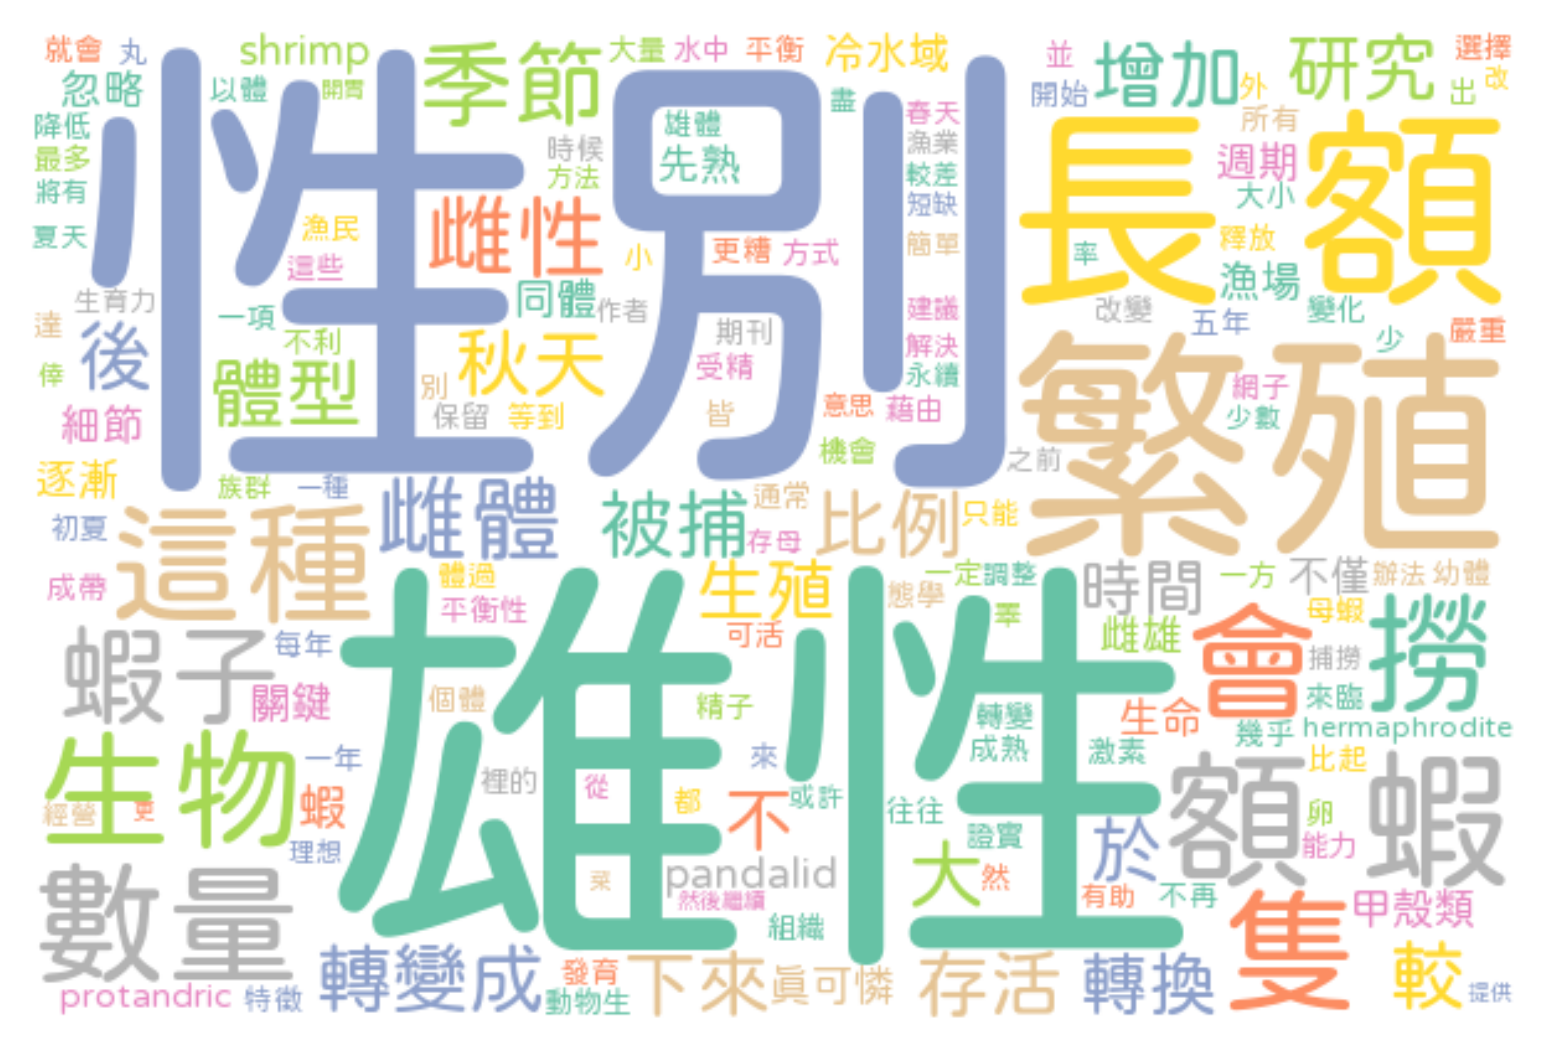 就會
丸
shrimp
季節
大量
水中
平衡
冷水域
並
增加
研究
選擇
改
忽略
以體
開胃
性別
盡
開始
外
出
降低
雄體
先熟
春天
所有
長額
最多
時候
方法
漁業
較差
週期
大小
將有
短缺
夏天
漁民
雌性
小
更糟
方式
簡單
率
釋放
這些
漁場
生育力
同體
作者
建議
改變
變化
達
後
一項
不利
期刊
解決
五年
少
嚴重
倖
體型
秋天
受精
永續
繁殖
網子
細節
別
保留
等到
皆
意思
藉由
少數
機會
之前
逐漸
族群
一種
雌體
被捕
通常
比例
只能
初夏
這種
存母
成帶
體過
生殖
態學
一定
調整
時間
一方
不僅
辦法
幼體
平衡性
睪
母蝦
蝦子
每年
雄性
可活
雌雄
會
撈
捕撈
關鍵
個體
精子
轉變
生命
來臨
生物
成熟
激素
幾乎
hermaphrodite
一年
裡的
從
來
比起
經營
更
蝦
都
不
或許
往往
卵
額
蝦
理想
證實
於
能力
數量
菜
pandalid
大
然
然後繼續
組織
有助
不再
隻
甲殼類
轉變成
發育
下來
真可憐
存活
轉換
較
protandric
特徵
動物生
提供